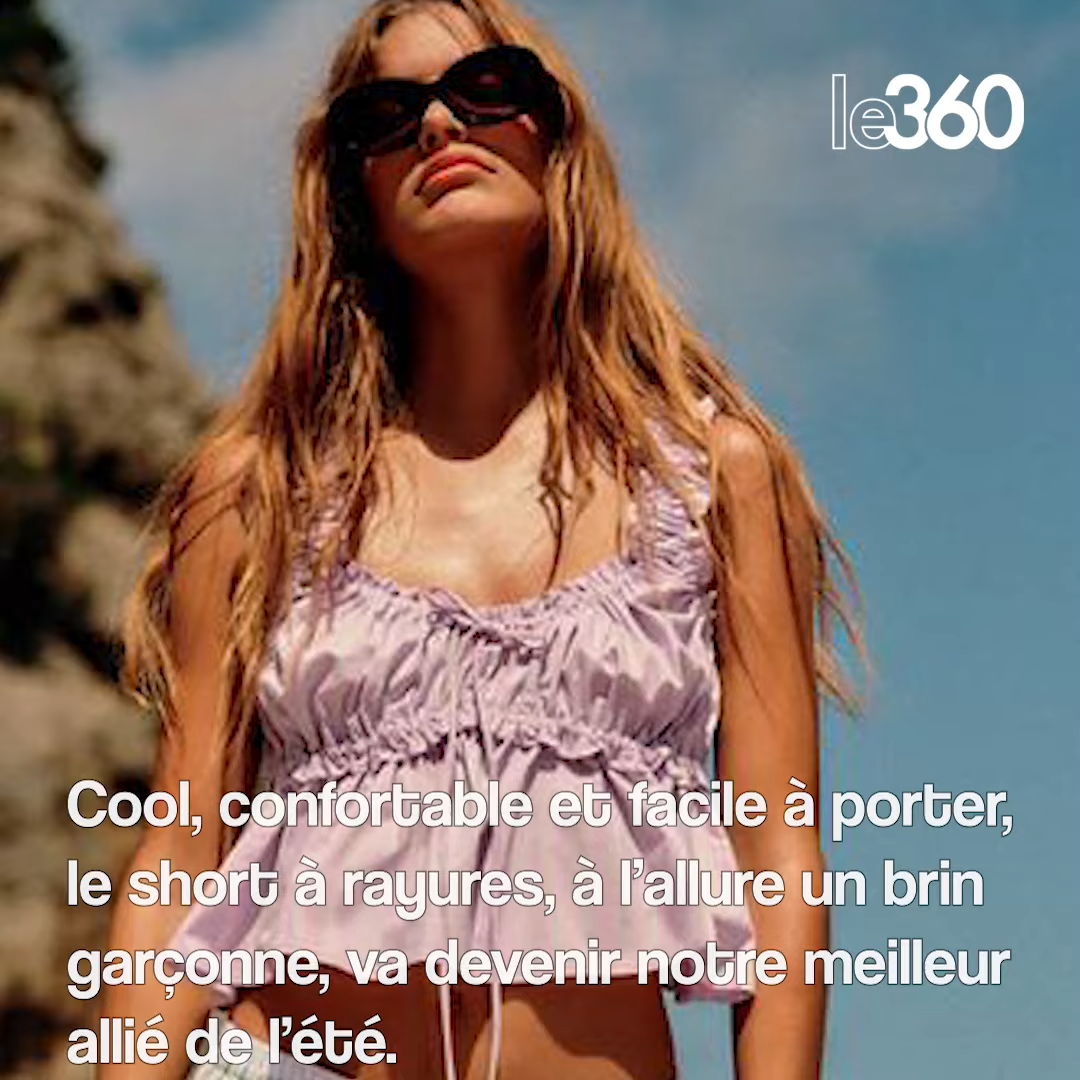 le360
Cool, confortable et facile à porter,
le short à rayures, à l’allure un brin
garçonne, va devenir notre meilleur
allié de l’été.